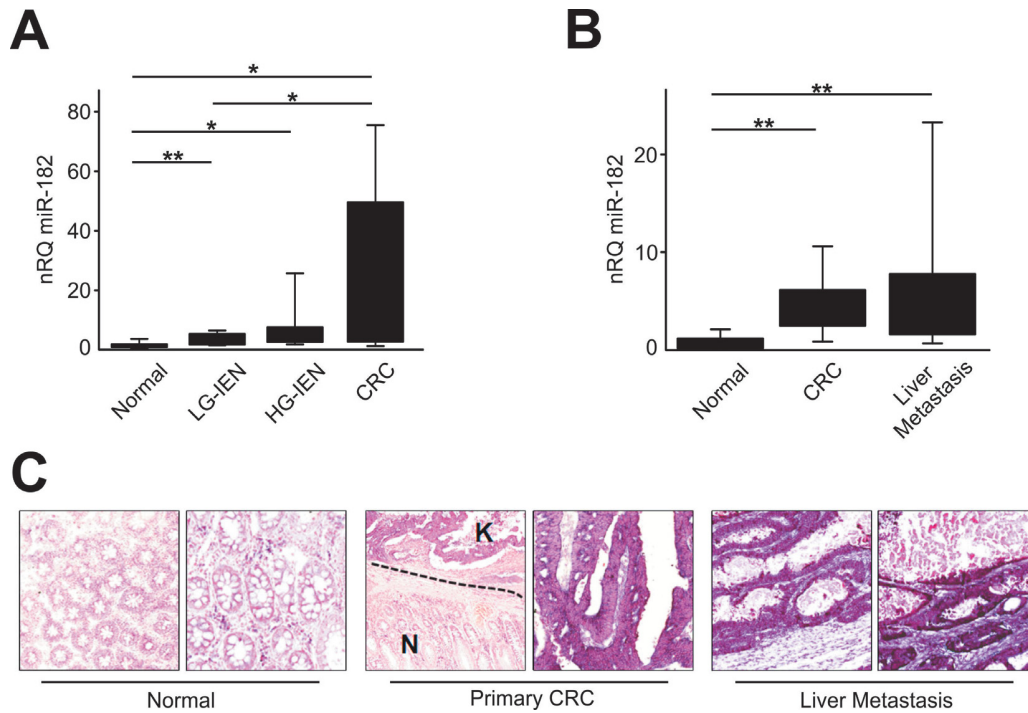 A
B
*
*
*
**
80
60
40
20
0
nRQ miR-182
Normal
LG-IEN
HG-IEN
CRC
**
**
20
10
0
nRQ miR-182
Normal
CRC
Liver
Metastasis
C
K
N
Normal
Primary CRC
Liver Metastasis